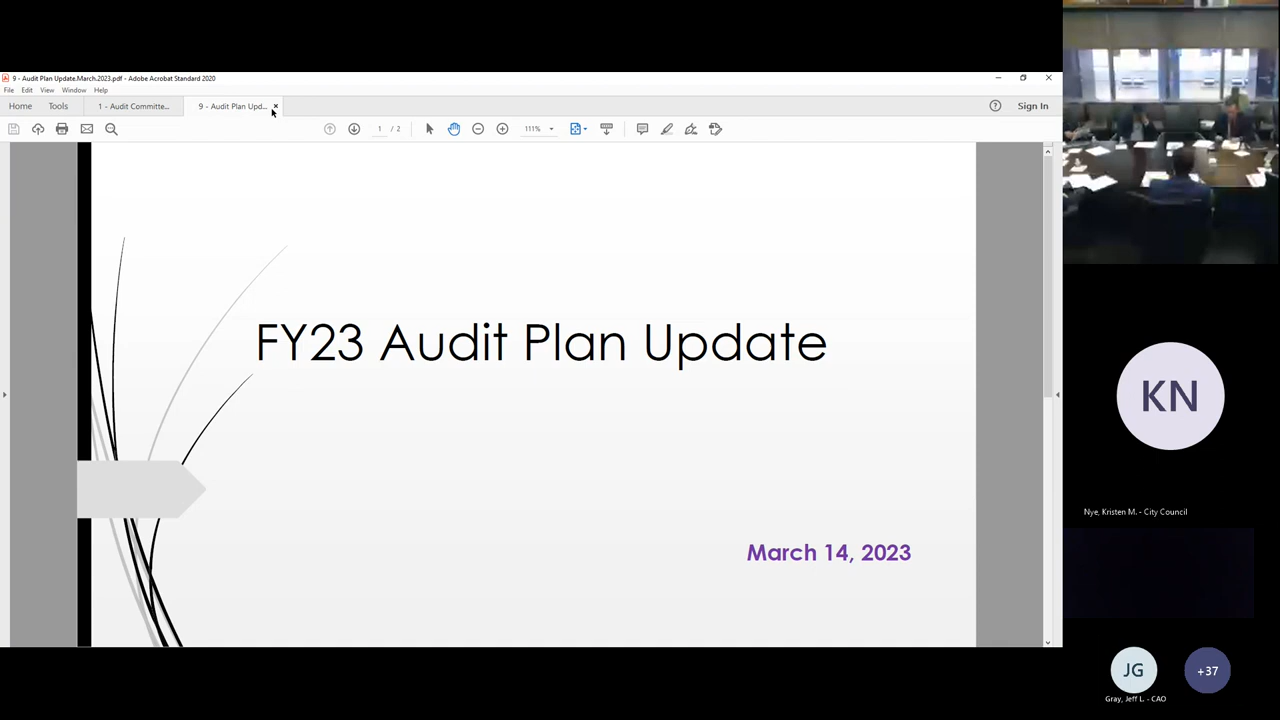 9 - Audit Plan Update.March.2023.pdf - Adobe Acrobat Standard 2020
File Edit View Window Help
Home Tools 1 - Audit Committe... 9 - Audit Plan Upd... Sign In
1 / 2 111%
FY23 Audit Plan Update
March 14, 2023
KN
Nye, Kristen M. - City Council
JG +37
Gray, Jeff L. - CAO